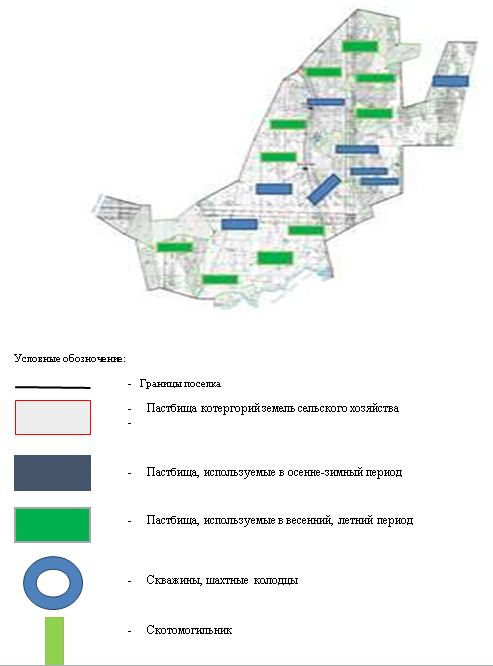 Условные обозначение:
- Границы поселка
- Пастбища котергорий земель сельского хозяйства
-
- Пастбища, используемые в осенне-зимный период
- Пастбища, используемые в весенний, летний период
- Скважины, шахтные колодцы
- Скотомогильник